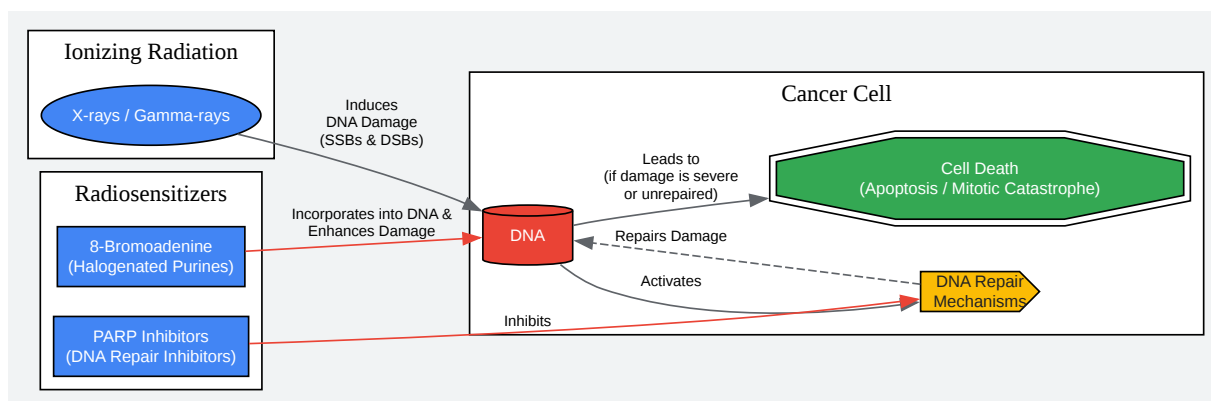 Ionizing Radiation
X-rays / Gamma-rays
Radiosensitizers
8-Bromoadenine
(Halogenated Purines)
PARP Inhibitors
(DNA Repair Inhibitors)
Induces
DNA Damage
(SSBs & DSBs)
Incorporates into DNA &
Enhances Damage
Inhibits
Cancer Cell
DNA
Leads to
(if damage is severe
or unrepaired)
Cell Death
(Apoptosis / Mitotic Catastrophe)
Repairs Damage
Activates
DNA Repair
Mechanisms